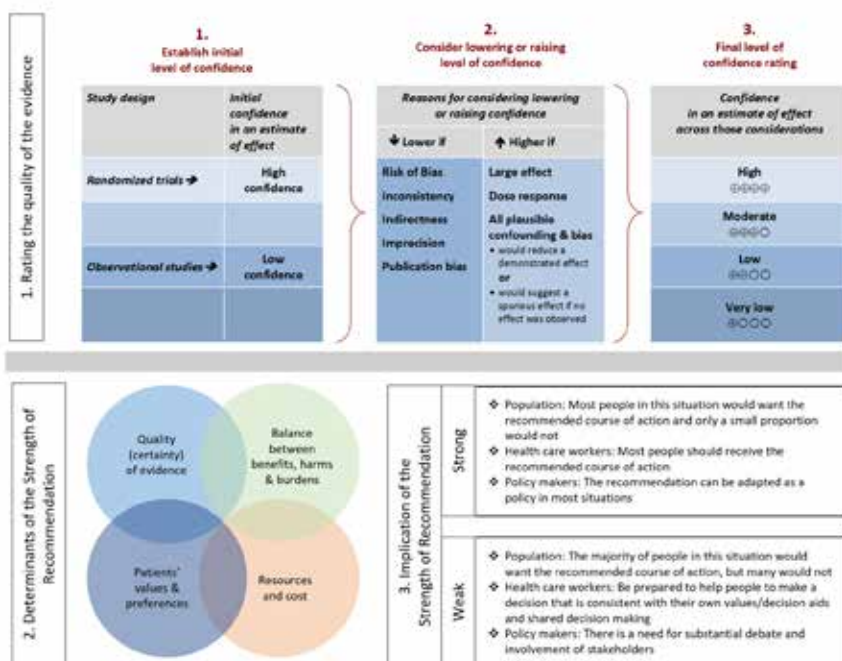 1. Rating the quality of the evidence
1.
Establish initial
level of confidence
Study design
Initial
confidence
in an estimate
of effect
Randomized trials →
High
confidence
Observational studies →
Low
confidence
2.
Consider lowering or raising
level of confidence
Reasons for considering lowering
or raising confidence
↓ Lower if
↑ Higher if
Risk of Bias
Inconsistency
Indirectness
Imprecision
Publication bias
Large effect
Dose response
All plausible
confounding & bias
• would reduce a
demonstrated effect
or
• would suggest a
spurious effect if no
effect was observed
3.
Final level of
confidence rating
Confidence
in an estimate of effect
across those considerations
High
⊕⊕⊕⊕
Moderate
⊕⊕⊕○
Low
⊕⊕○○
Very low
⊕○○○
2. Determinants of the Strength of
Recommendation
Quality
(certainty)
of evidence
Balance
between
benefits, harms
& burdens
Patients'
values &
preferences
Resources
and cost
3. Implication of the
Strength of Recommendation
Strong
❖ Population: Most people in this situation would want the
recommended course of action and only a small proportion
would not
❖ Health care workers: Most people should receive the
recommended course of action
❖ Policy makers: The recommendation can be adapted as a
policy in most situations
Weak
❖ Population: The majority of people in this situation would
want the recommended course of action, but many would not
❖ Health care workers: Be prepared to help people to make a
decision that is consistent with their own values/decision aids
and shared decision making
❖ Policy makers: There is a need for substantial debate and
involvement of stakeholders